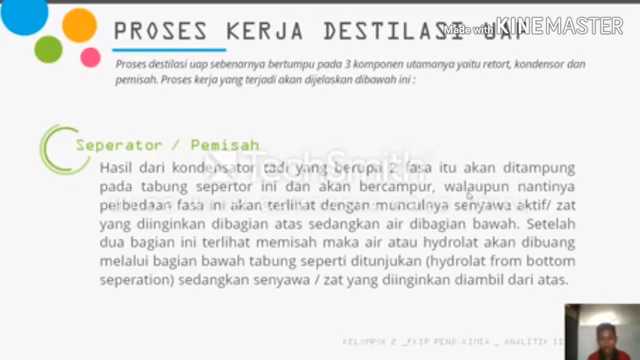 PROSES KERJA DESTILASI UAP
Made with KINEMASTER
Proses destilasi uap sebenarnya bertumpu pada 3 komponen utamanya yaitu retort, kondensor dan
pemisah. Proses kerja yang terjadi akan dijelaskan dibawah ini :
Seperator / Pemisah
TechSmith
Hasil dari kondensator tadi yang berupa 2 fasa itu akan ditampung
pada tabung sepertor ini dan akan bercampur, walaupun nantinya
perbedaan fasa ini akan terlihat dengan munculnya senyawa aktif/ zat
yang diinginkan dibagian atas sedangkan air dibagian bawah. Setelah
dua bagian ini terlihat memisah maka air atau hydrolat akan dibuang
melalui bagian bawah tabung seperti ditunjukan (hydrolat from bottom
seperation) sedangkan senyawa / zat yang diinginkan diambil dari atas.
KELOMPOK 2 _FKIP PEND.KIMIA _ ANALITIK II